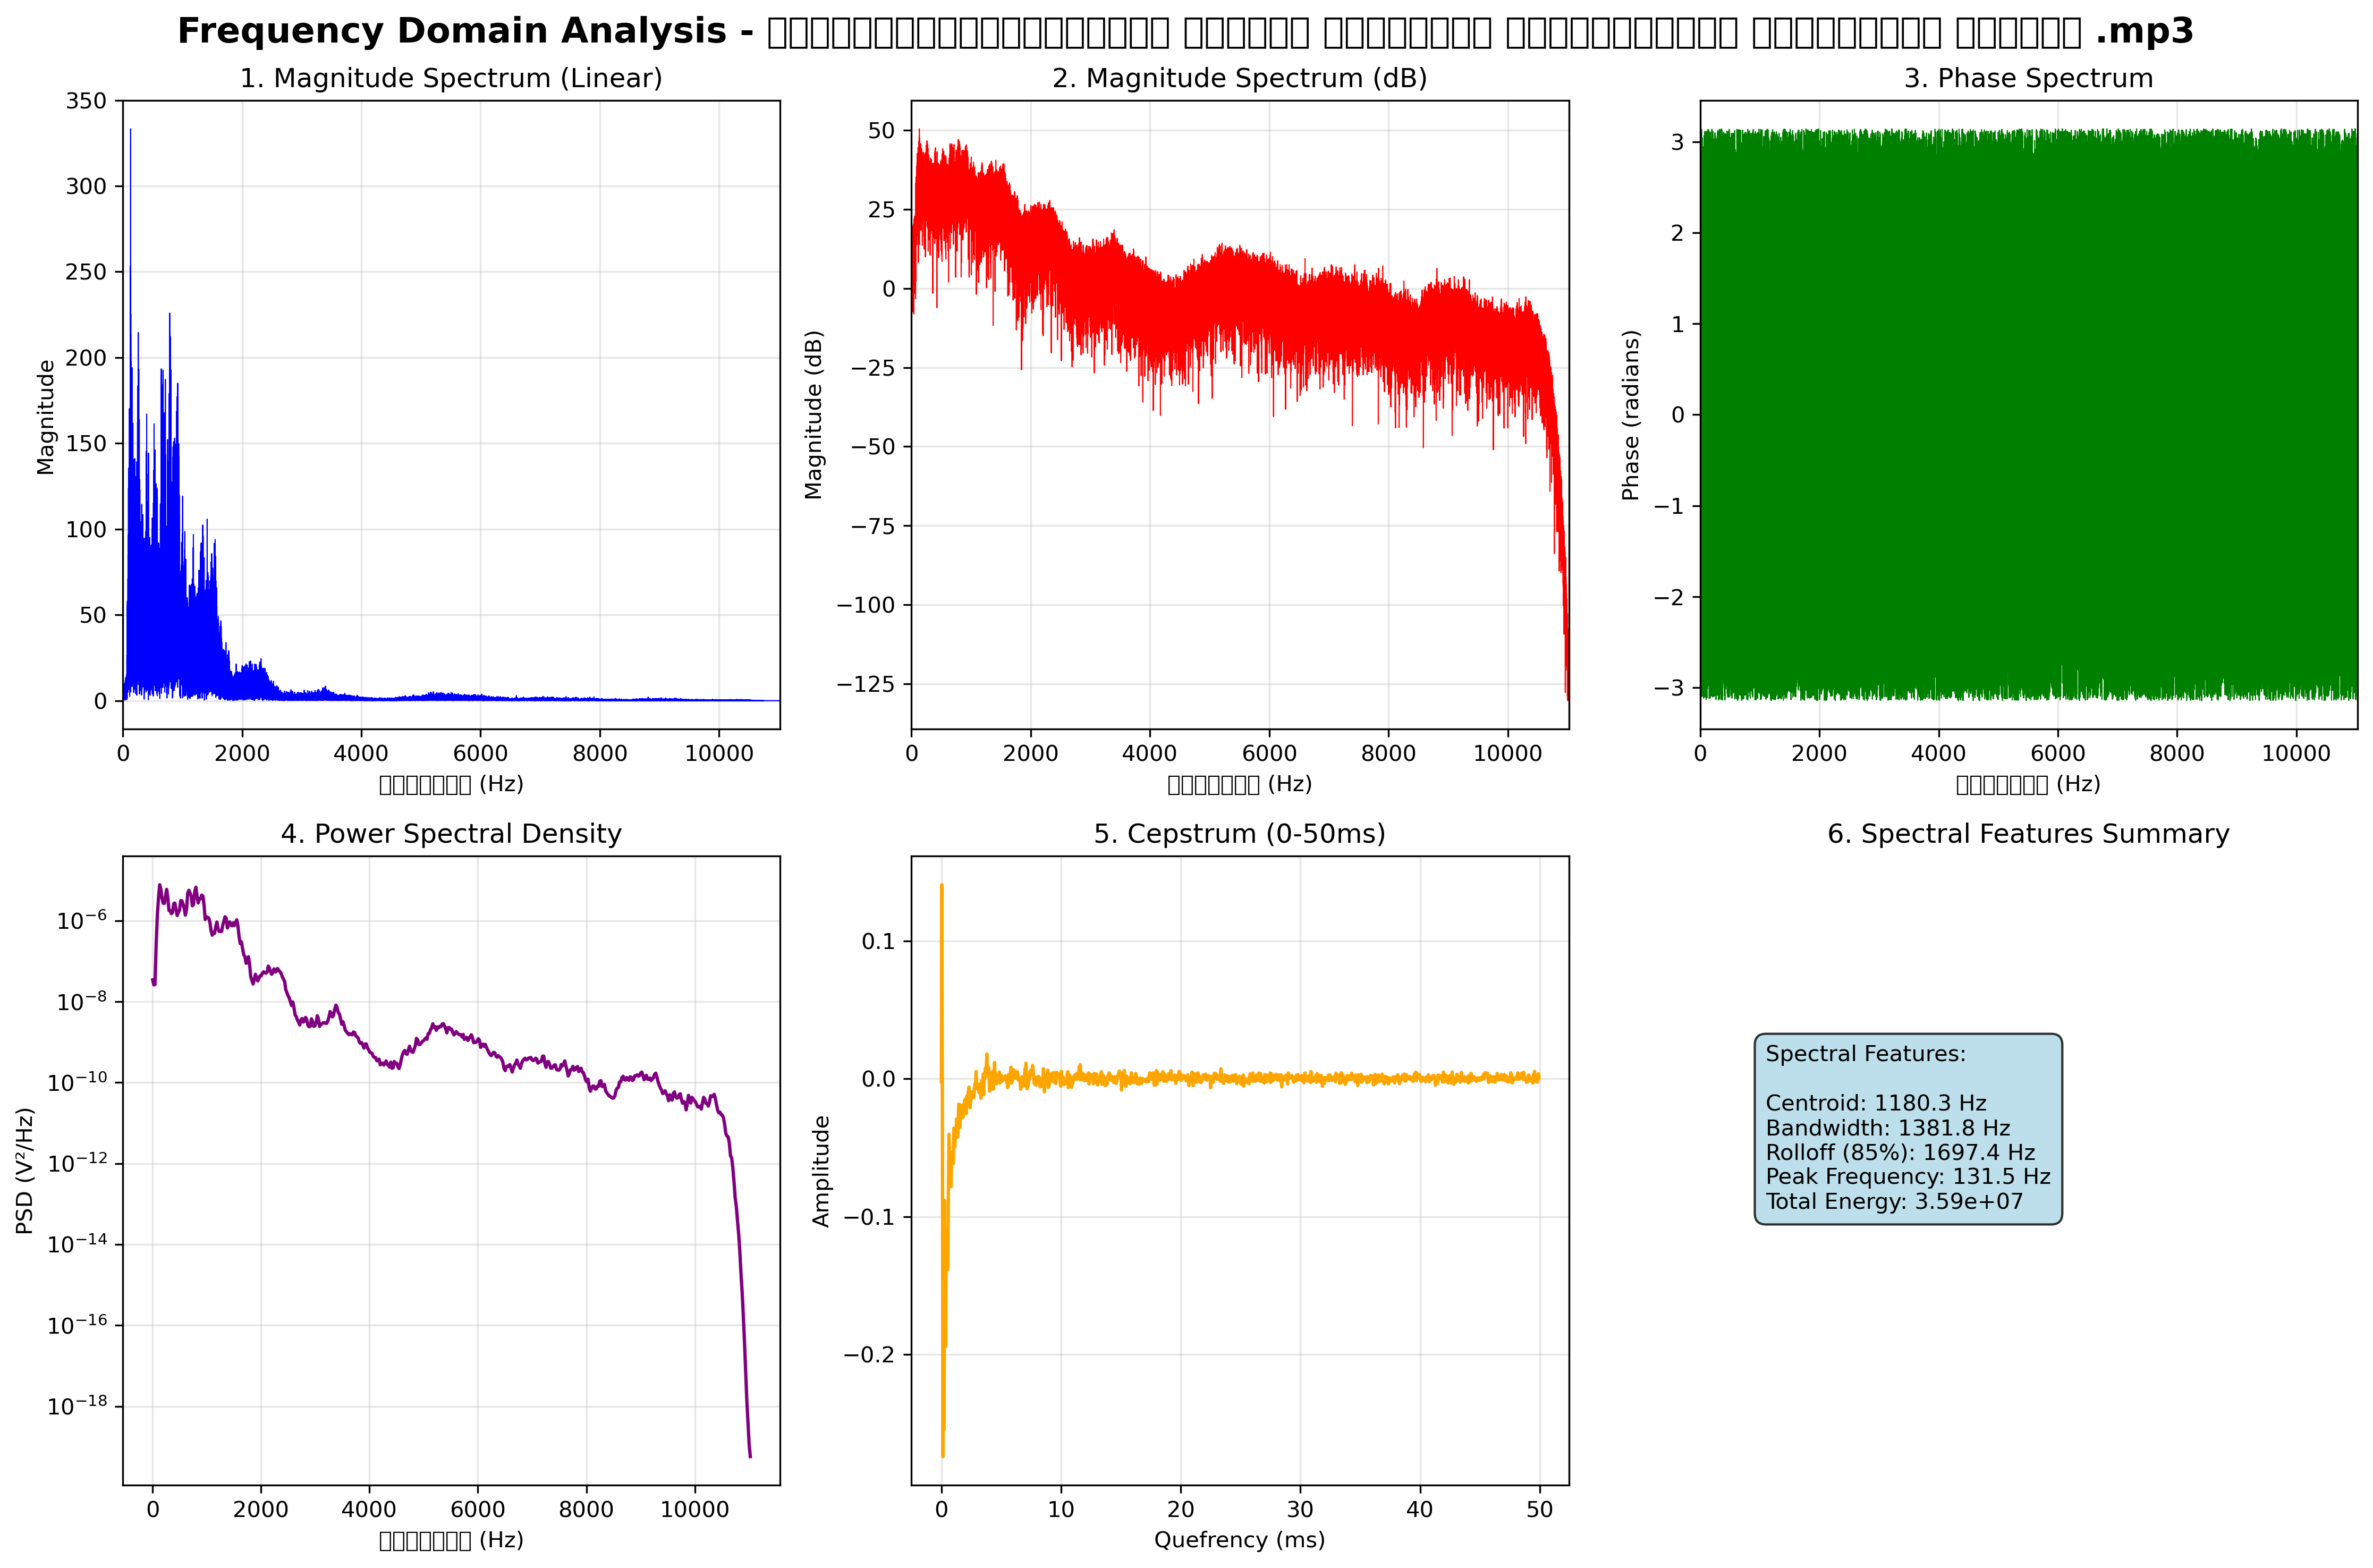 Frequency Domain Analysis - .mp3
1. Magnitude Spectrum (Linear)
350
300
250
200
150
100
50
0
Magnitude
0 2000 4000 6000 8000 10000
(Hz)
2. Magnitude Spectrum (dB)
50
25
0
−25
−50
−75
−100
−125
Magnitude (dB)
0 2000 4000 6000 8000 10000
(Hz)
3. Phase Spectrum
3
2
1
0
−1
−2
−3
Phase (radians)
0 2000 4000 6000 8000 10000
(Hz)
4. Power Spectral Density
10⁻⁶
10⁻⁸
10⁻¹⁰
10⁻¹²
10⁻¹⁴
10⁻¹⁶
10⁻¹⁸
PSD (V²/Hz)
0 2000 4000 6000 8000 10000
(Hz)
5. Cepstrum (0-50ms)
0.1
0.0
−0.1
−0.2
Amplitude
0 10 20 30 40 50
Quefrency (ms)
6. Spectral Features Summary
Spectral Features:
Centroid: 1180.3 Hz
Bandwidth: 1381.8 Hz
Rolloff (85%): 1697.4 Hz
Peak Frequency: 131.5 Hz
Total Energy: 3.59e+07